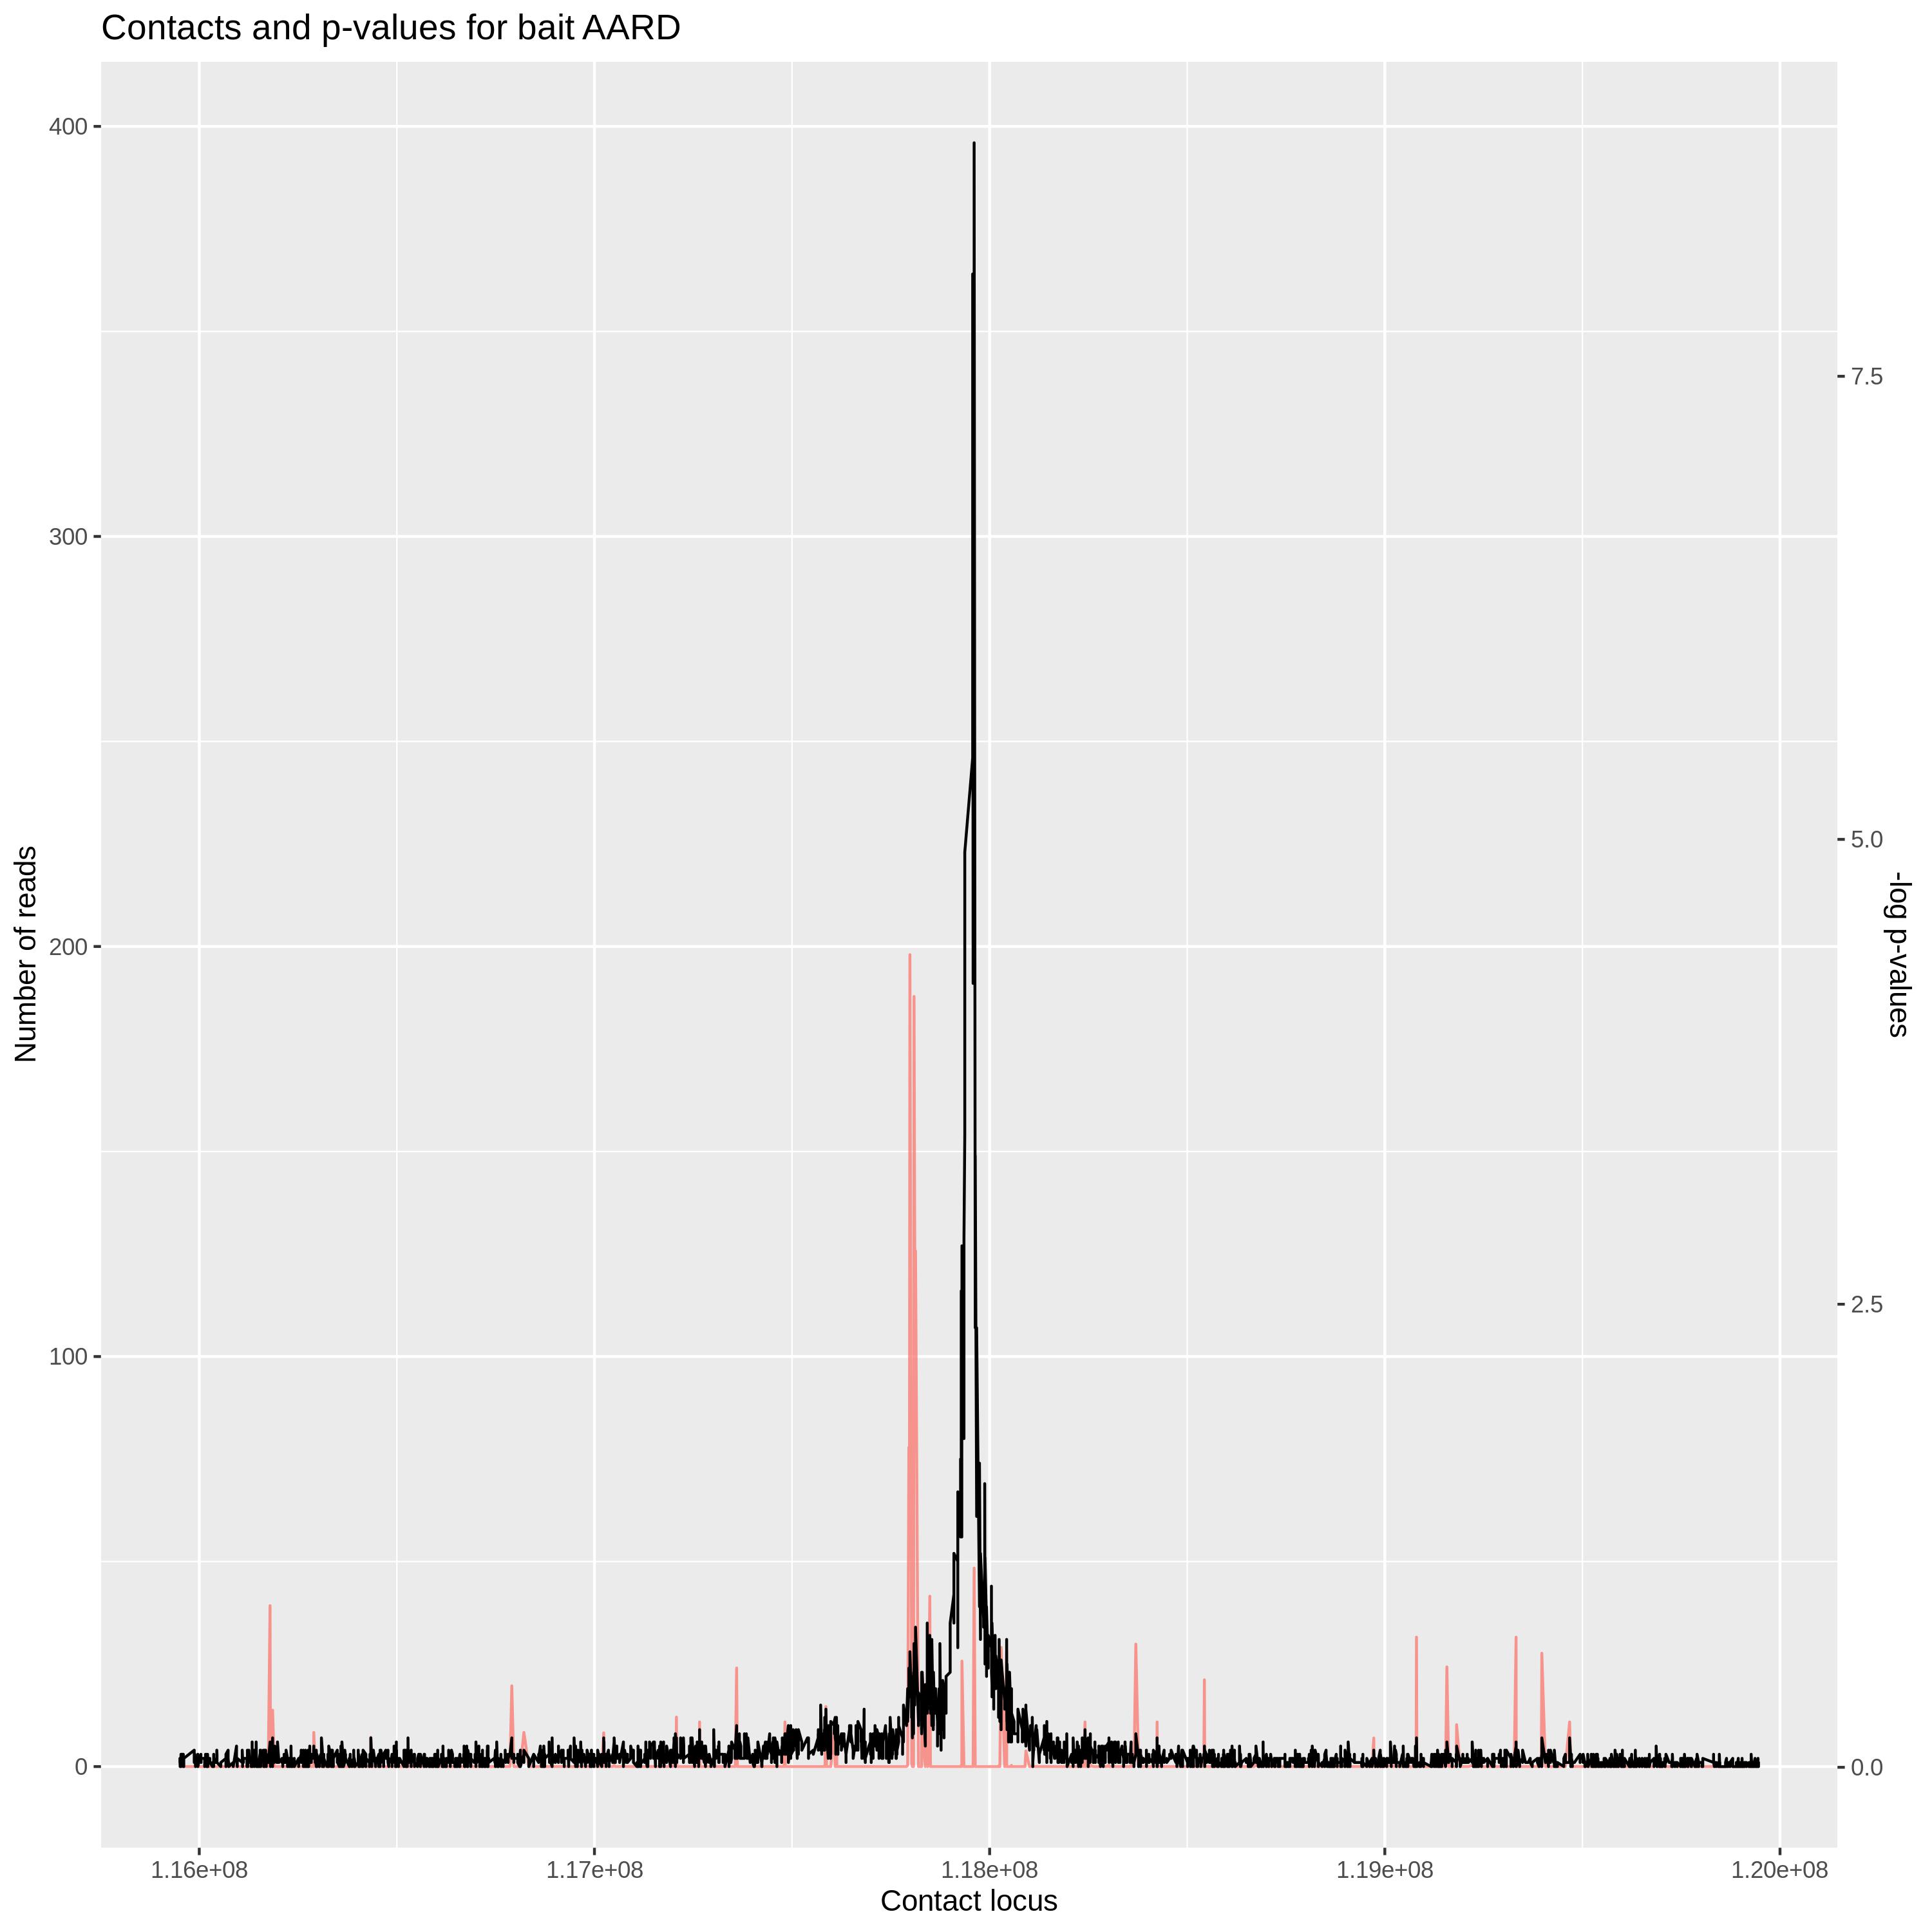 Contacts and p-values for bait AARD
400
300
200
100
0
Number of reads
7.5
5.0
2.5
0.0
-log p-values
1.16e+08
1.17e+08
1.18e+08
1.19e+08
1.20e+08
Contact locus